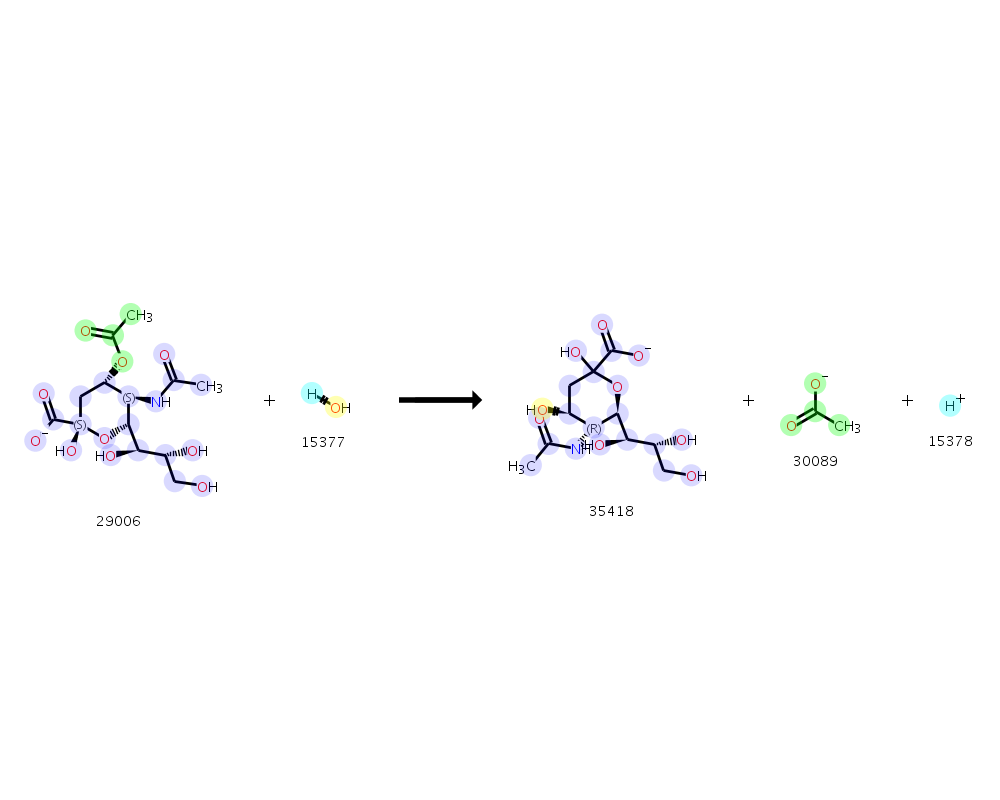 CH₃
O
O
O
O
(S)
NH
CH₃
(S)
O⁻
O
HO
HO
OH
OH
29006
+
H
OH
15377
O
HO
O⁻
O
HO
O
(R)
NH
HO
OH
H₃C
OH
35418
+
O⁻
O
CH₃
30089
+
H⁺
15378